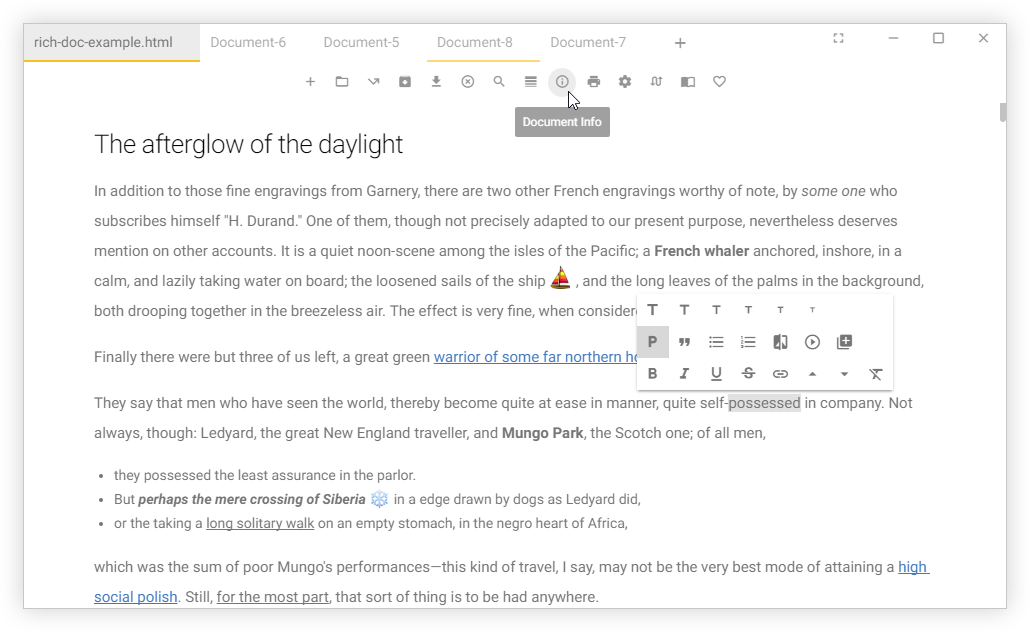 rich-doc-example.html Document-6 Document-5 Document-8 Document-7
Document Info
The afterglow of the daylight
In addition to those fine engravings from Garnery, there are two other French engravings worthy of note, by some one who
subscribes himself "H. Durand." One of them, though not precisely adapted to our present purpose, nevertheless deserves
mention on other accounts. It is a quiet noon-scene among the isles of the Pacific; a French whaler anchored, inshore, in a
calm, and lazily taking water on board; the loosened sails of the ship ⛵ , and the long leaves of the palms in the background,
both drooping together in the breezeless air. The effect is very fine, when considere
T T T T T T
Finally there were but three of us left, a great green warrior of some far northern ho
P
B I U S T
They say that men who have seen the world, thereby become quite at ease in manner, quite self-possessed in company. Not
always, though: Ledyard, the great New England traveller, and Mungo Park, the Scotch one; of all men,
• they possessed the least assurance in the parlor.
• But perhaps the mere crossing of Siberia ❄️ in a edge drawn by dogs as Ledyard did,
• or the taking a long solitary walk on an empty stomach, in the negro heart of Africa,
which was the sum of poor Mungo's performances—this kind of travel, I say, may not be the very best mode of attaining a high
social polish. Still, for the most part, that sort of thing is to be had anywhere.